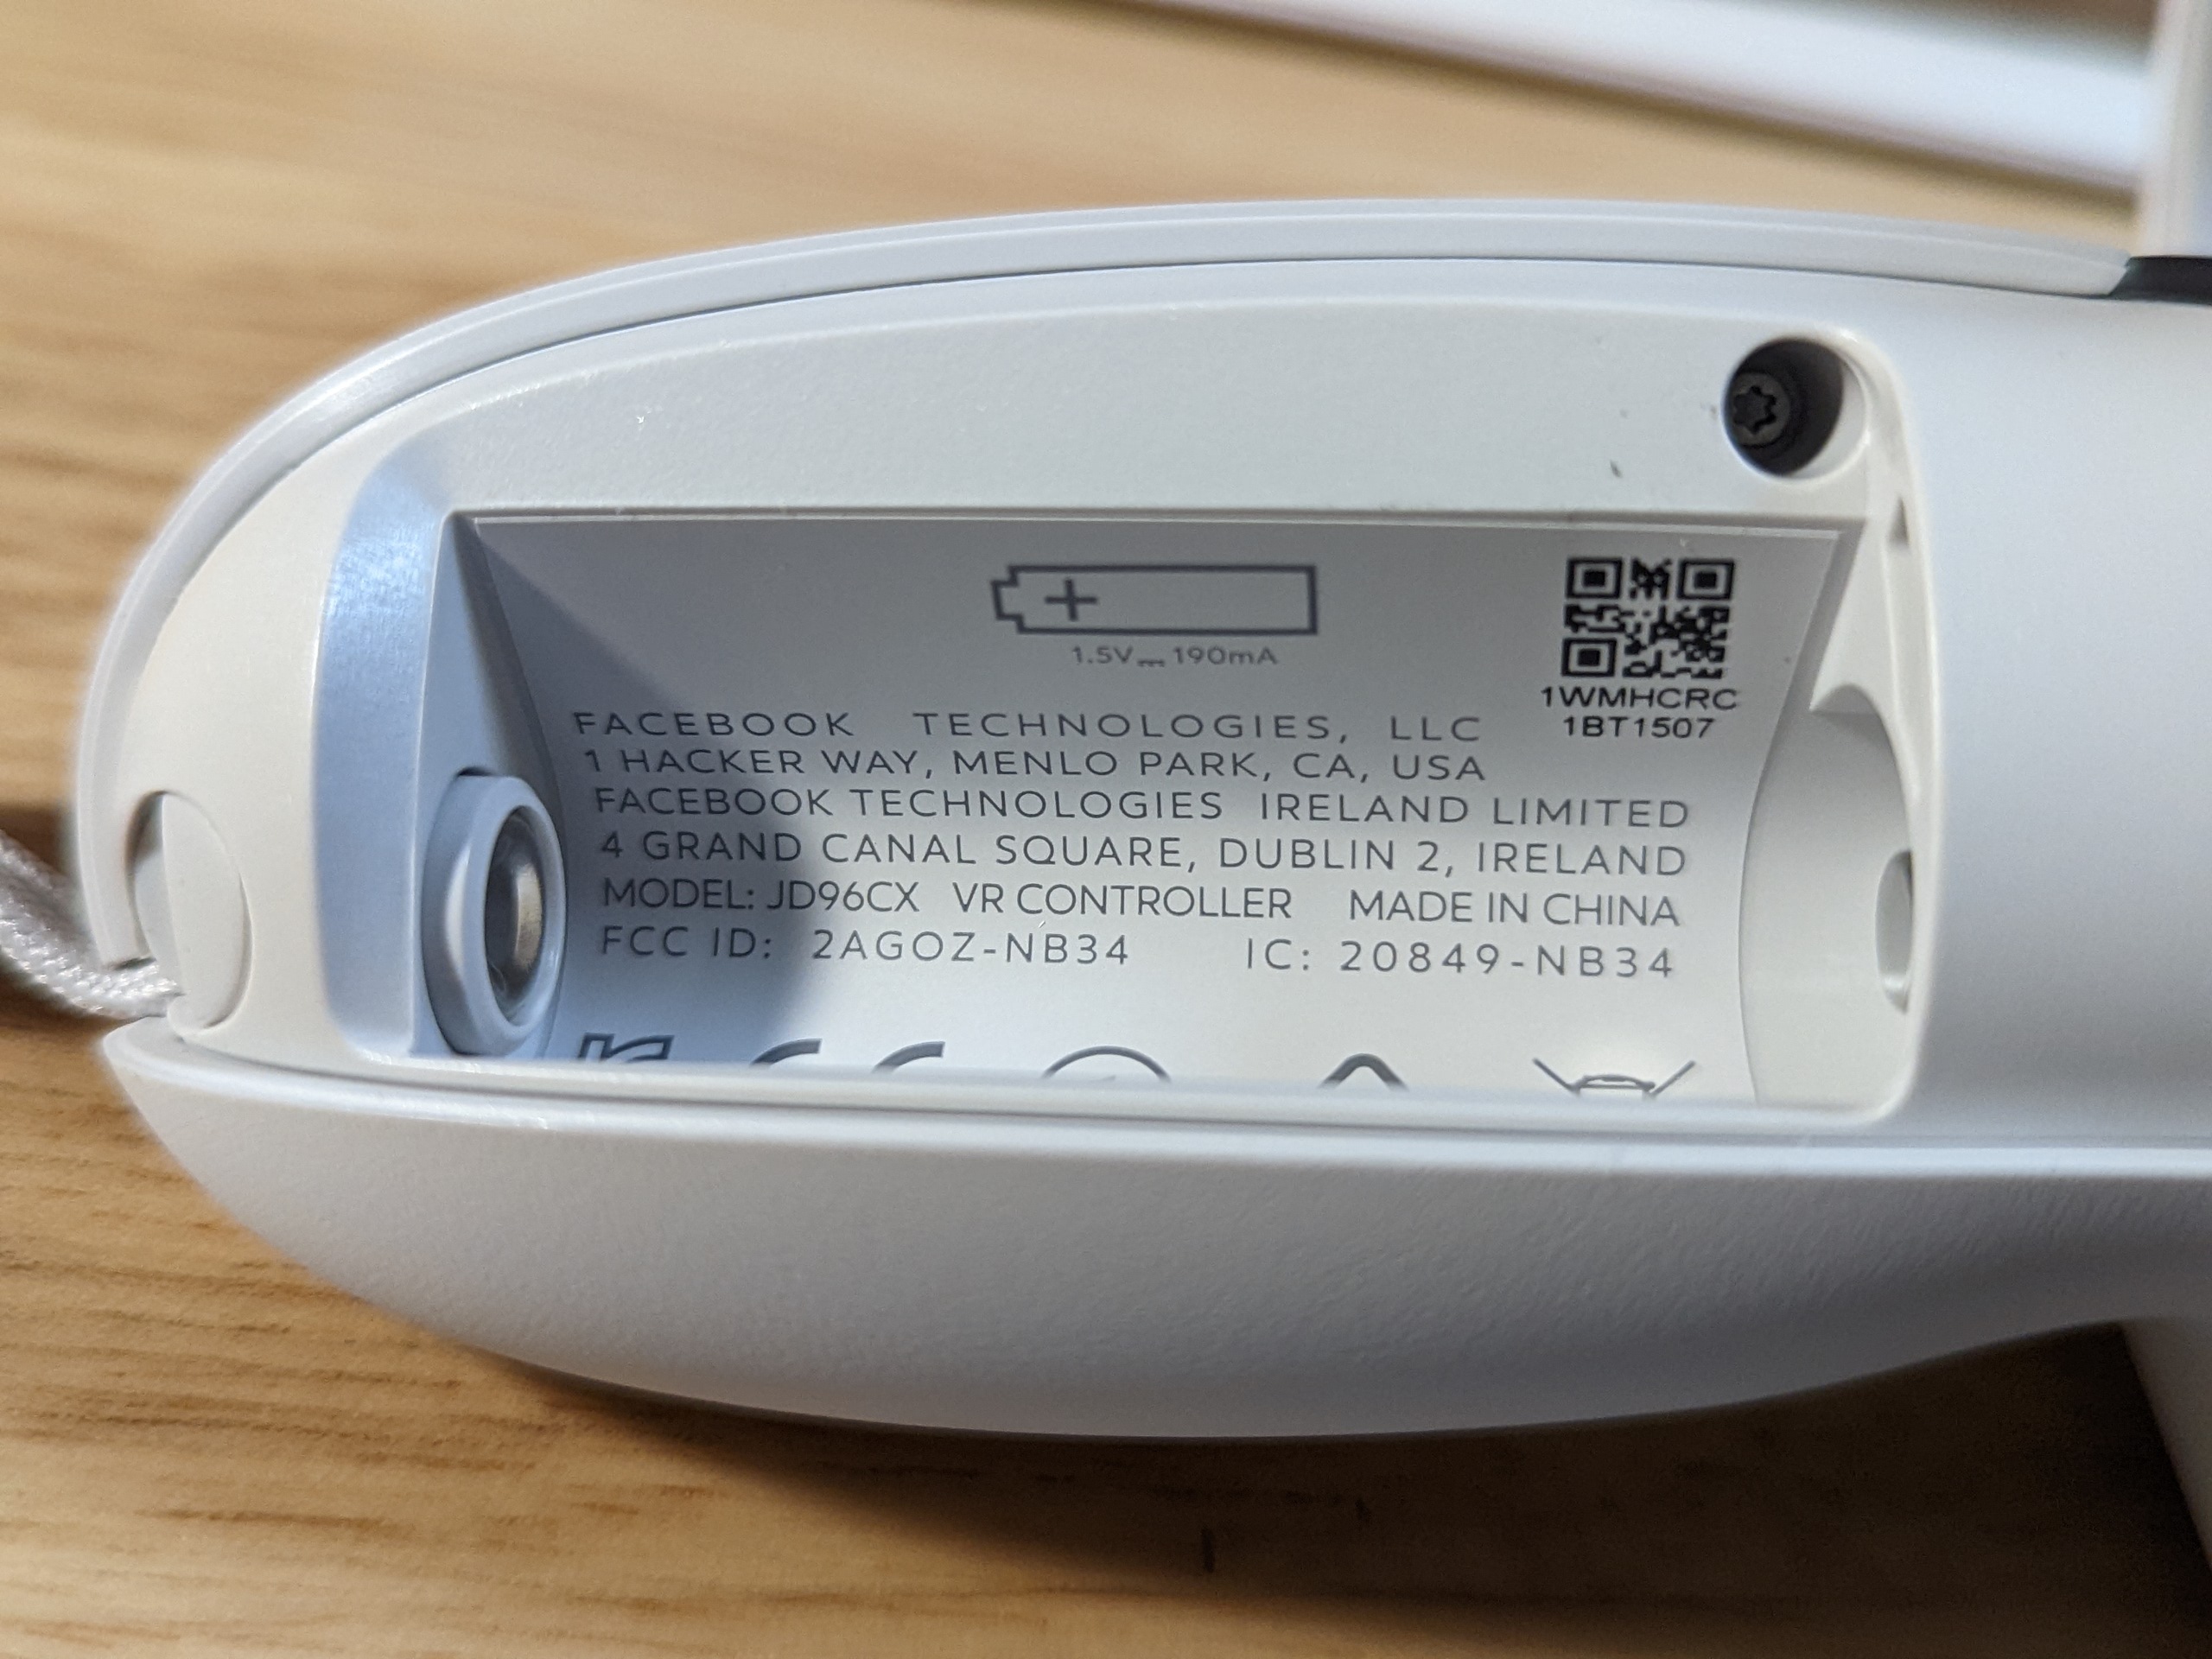 +
1.5V⎓190mA
1WMHCRC
1BT1507
FACEBOOK TECHNOLOGIES, LLC
1 HACKER WAY, MENLO PARK, CA, USA
FACEBOOK TECHNOLOGIES IRELAND LIMITED
4 GRAND CANAL SQUARE, DUBLIN 2, IRELAND
MODEL: JD96CX VR CONTROLLER MADE IN CHINA
FCC ID: 2AGOZ-NB34 IC: 20849-NB34